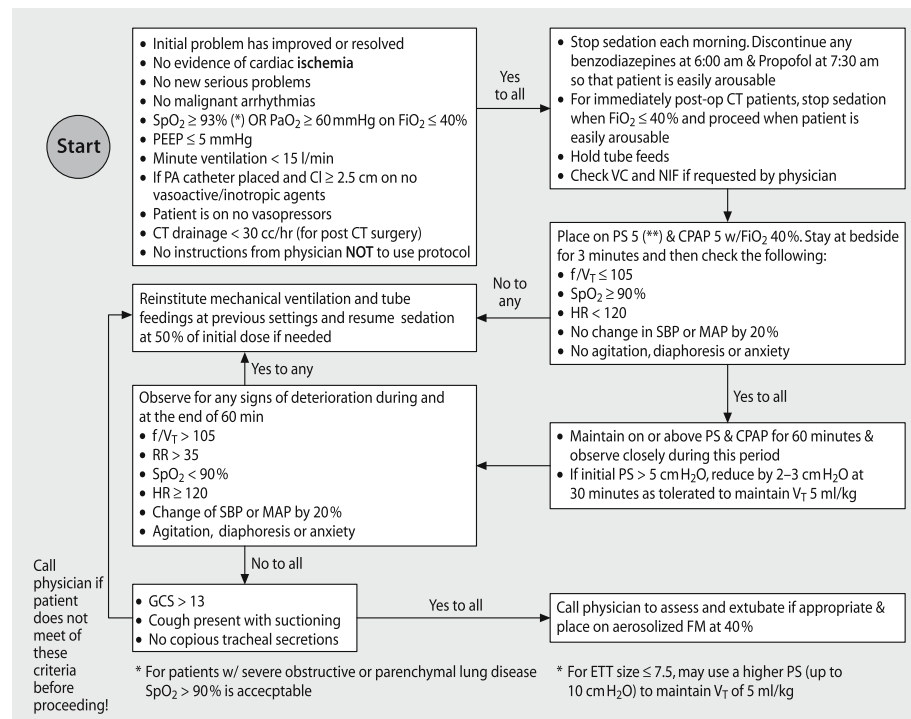 Start
• Initial problem has improved or resolved
• No evidence of cardiac ischemia
• No new serious problems
• No malignant arrhythmias
• SpO₂ ≥ 93% (*) OR PaO₂ ≥ 60 mmHg on FiO₂ ≤ 40%
• PEEP ≤ 5 mmHg
• Minute ventilation < 15 l/min
• If PA catheter placed and Cl ≥ 2.5 cm on no
vasoactive/inotropic agents
• Patient is on no vasopressors
• CT drainage < 30 cc/hr (for post CT surgery)
• No instructions from physician NOT to use protocol
Yes
to all
• Stop sedation each morning. Discontinue any
benzodiazepines at 6:00 am & Propofol at 7:30 am
so that patient is easily arousable
• For immediately post-op CT patients, stop sedation
when FiO₂ ≤ 40% and proceed when patient is
easily arousable
• Hold tube feeds
• Check VC and NIF if requested by physician
Place on PS 5 (**) & CPAP 5 w/FiO₂ 40%. Stay at bedside
for 3 minutes and then check the following:
• f/V_T ≤ 105
• SpO₂ ≥ 90%
• HR < 120
• No change in SBP or MAP by 20%
• No agitation, diaphoresis or anxiety
No to
any
Reinstitute mechanical ventilation and tube
feedings at previous settings and resume sedation
at 50% of initial dose if needed
Yes to all
• Maintain on or above PS & CPAP for 60 minutes &
observe closely during this period
• If initial PS > 5 cm H₂O, reduce by 2–3 cm H₂O at
30 minutes as tolerated to maintain V_T 5 ml/kg
Yes to any
Observe for any signs of deterioration during and
at the end of 60 min
• f/V_T > 105
• RR > 35
• SpO₂ < 90%
• HR ≥ 120
• Change of SBP or MAP by 20%
• Agitation, diaphoresis or anxiety
No to all
• GCS > 13
• Cough present with suctioning
• No copious tracheal secretions
Call
physician if
patient
does not
meet of
these
criteria
before
proceeding!
Yes to all
Call physician to assess and extubate if appropriate &
place on aerosolized FM at 40%
* For patients w/ severe obstructive or parenchymal lung disease
SpO₂ > 90% is accecptable
* For ETT size ≤ 7.5, may use a higher PS (up to
10 cm H₂O) to maintain V_T of 5 ml/kg